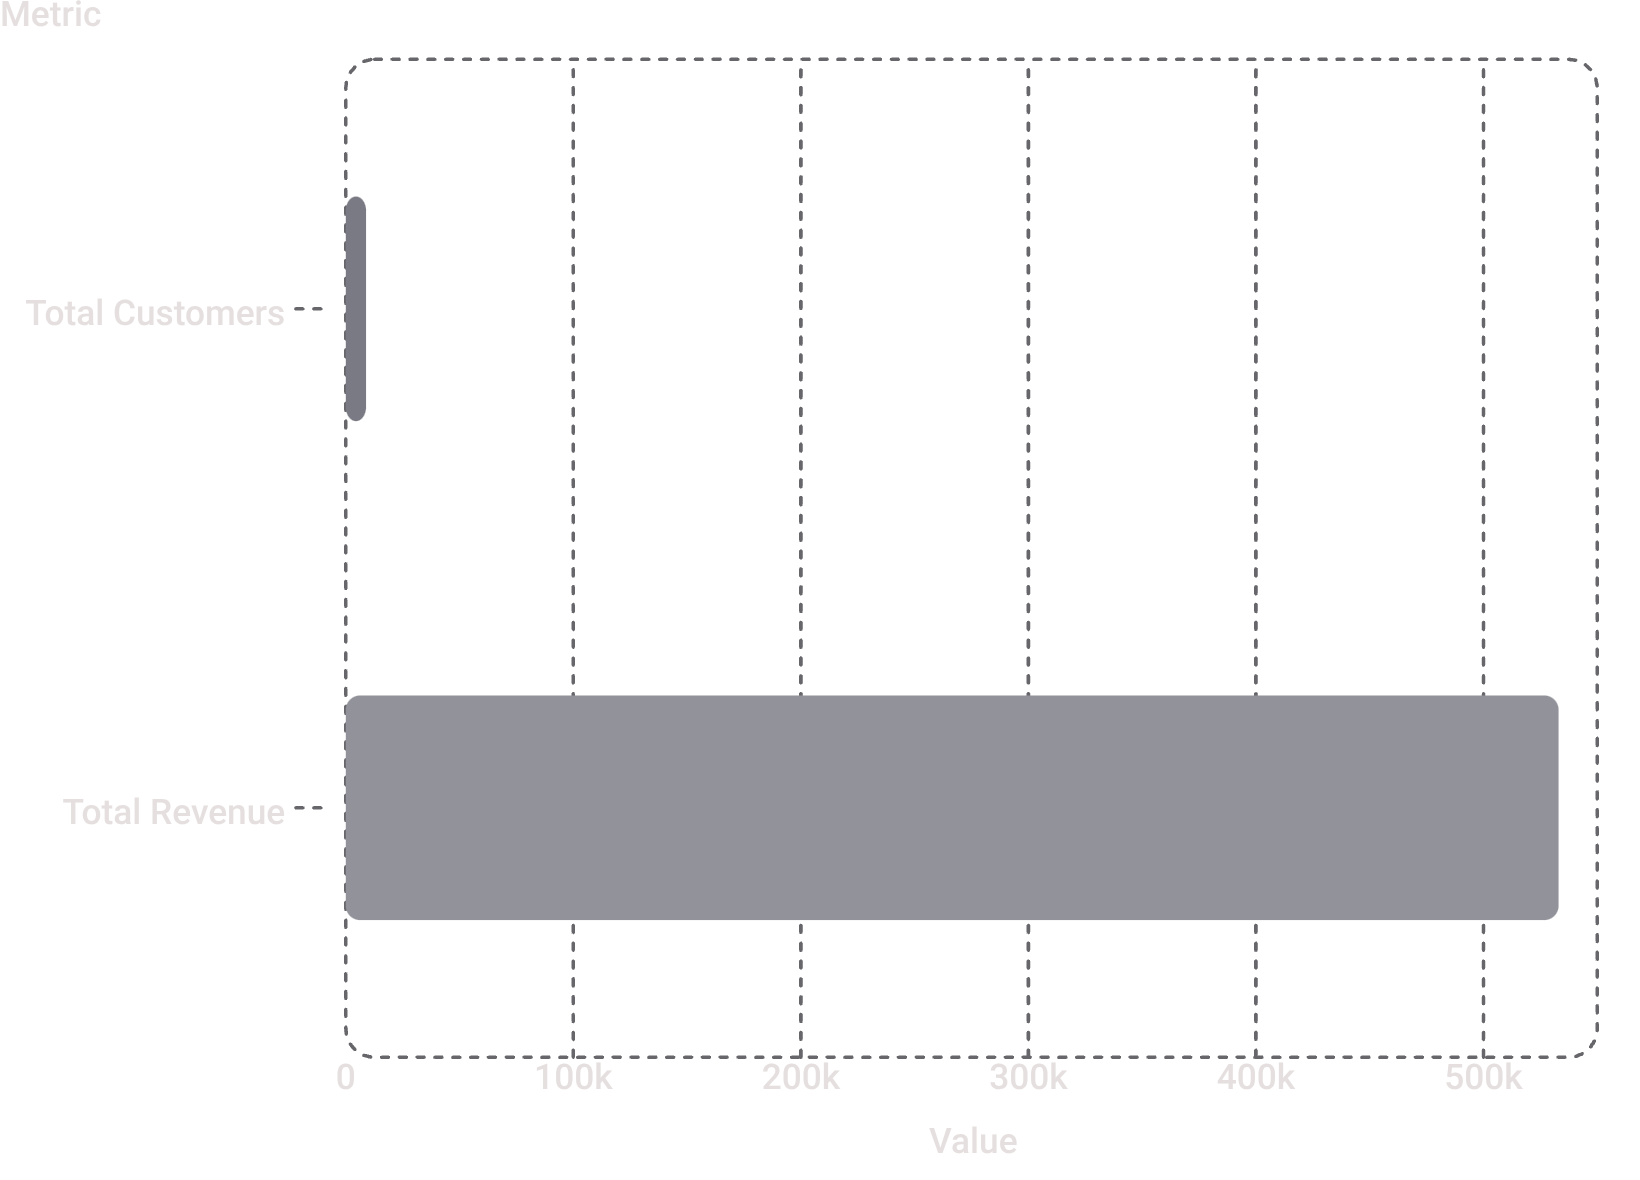 Metric
Total Customers
Total Revenue
0 100k 200k 300k 400k 500k
Value